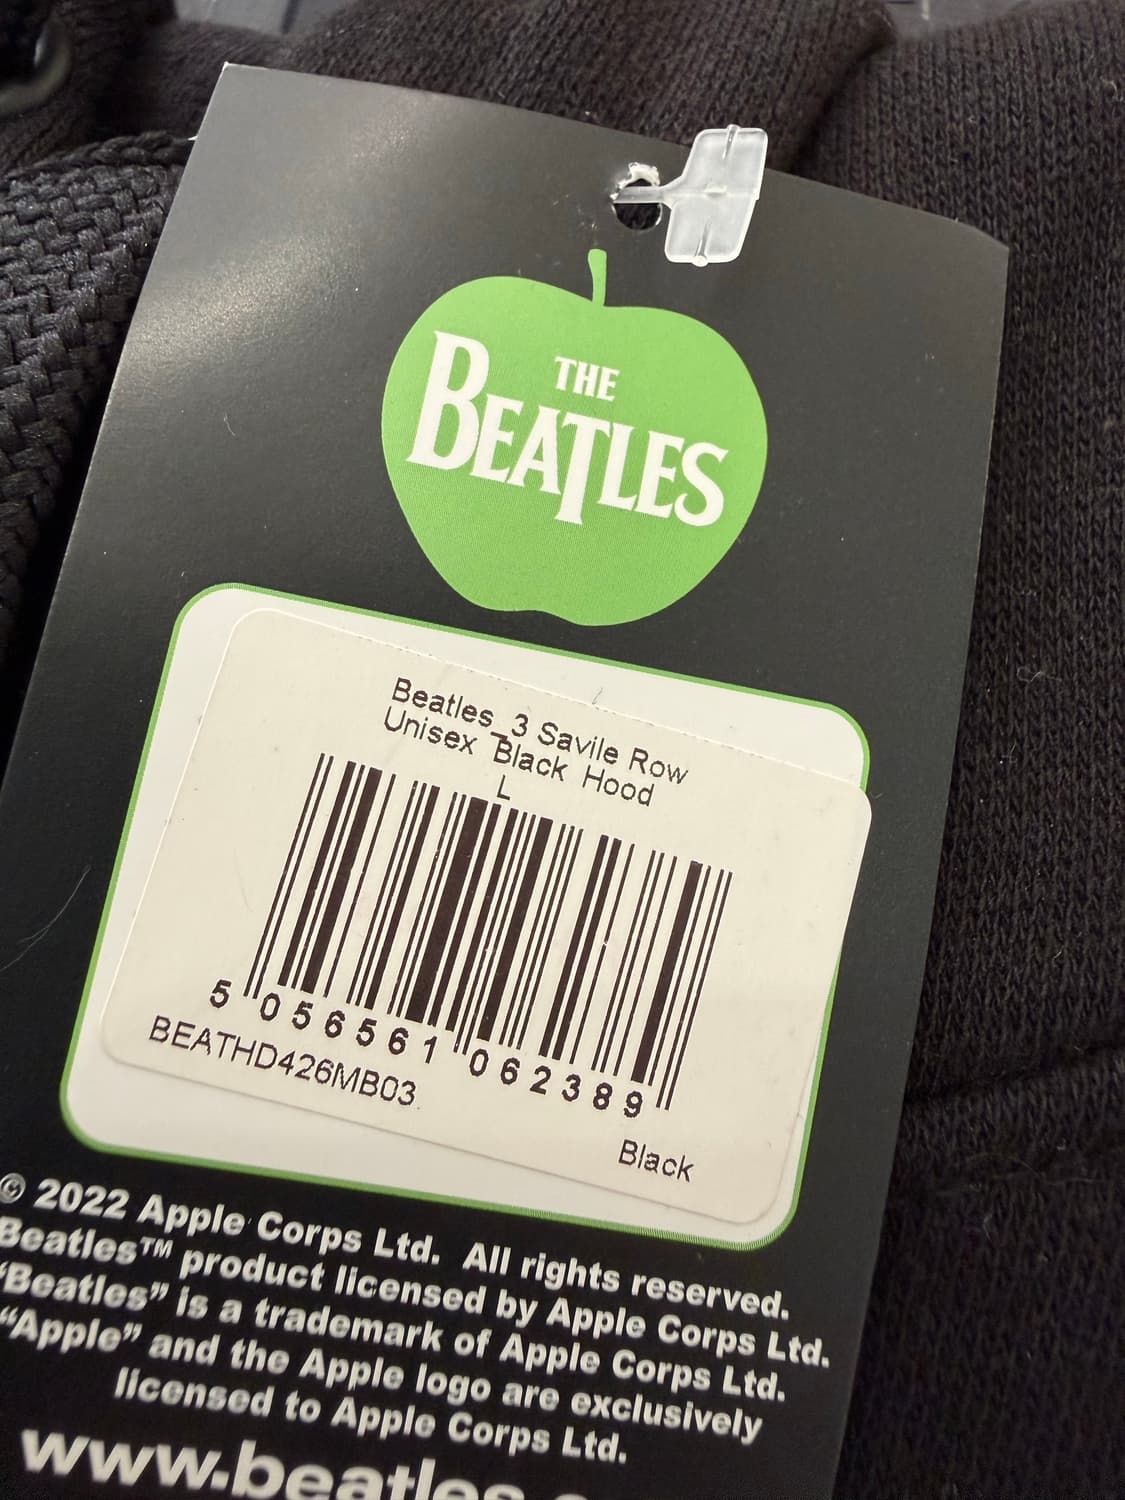 THE
BEATLES
Beatles_3 Savile Row
Unisex Black Hood
L
5 056561 062389
BEATHD426MB03
Black
© 2022 Apple Corps Ltd. All rights reserved.
Beatles™ product licensed by Apple Corps Ltd.
“Beatles” is a trademark of Apple Corps Ltd.
“Apple” and the Apple logo are exclusively
licensed to Apple Corps Ltd.
www.beatles.